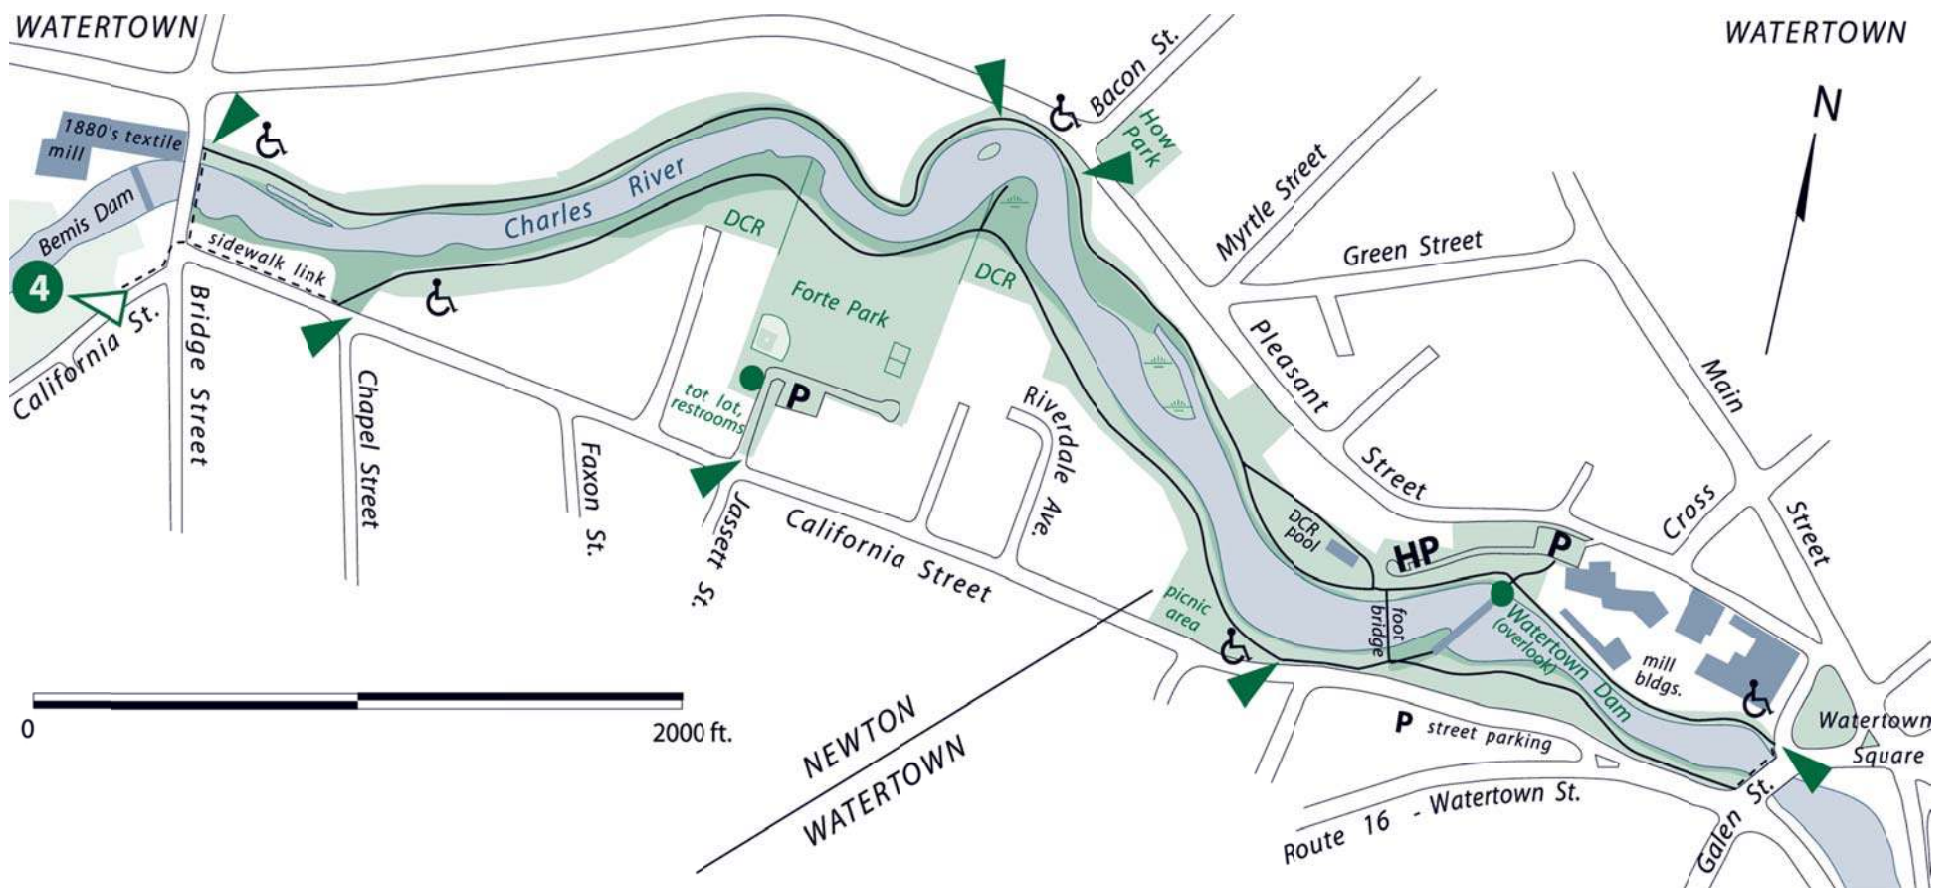 WATERTOWN
WATERTOWN
N
1880's textile
mill
Bemis Dam
4
California St.
Bridge Street
sidewalk link
Chapel Street
Charles River
DCR
Forte Park
DCR
tot lot,
restrooms
P
Faxon St.
Jassett St.
California Street
Riverdale Ave.
Bacon St.
How
Park
Myrtle Street
Green Street
Pleasant Street
Main Street
Cross
DCR
pool
HP
P
picnic
area
foot
bridge
Watertown Dam
(overlook)
mill
bldgs.
P street parking
Watertown
Square
Route 16 - Watertown St.
Galen St.
NEWTON
WATERTOWN
0
2000 ft.